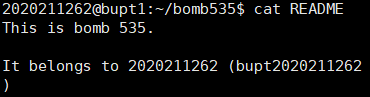 2020211262@bupt1:~/bomb535$ cat README
This is bomb 535.
It belongs to 2020211262 (bupt2020211262
)